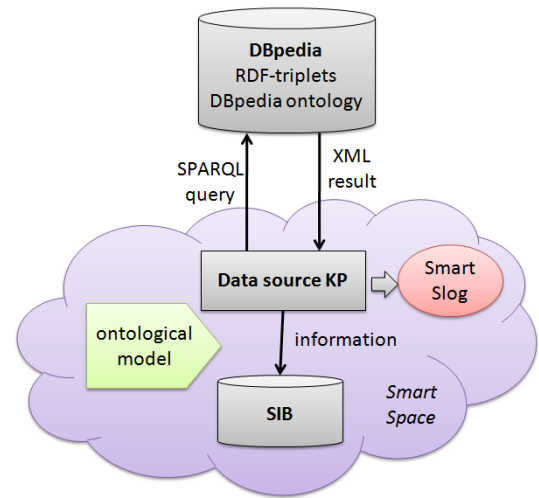 DBpedia
RDF-triplets
DBpedia ontology
SPARQL
query
XML
result
Data source KP
Smart
Slog
ontological
model
information
SIB
Smart
Space